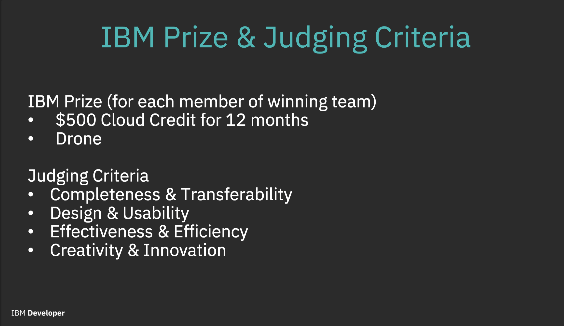 IBM Prize & Judging Criteria
IBM Prize (for each member of winning team)
• $500 Cloud Credit for 12 months
• Drone
Judging Criteria
• Completeness & Transferability
• Design & Usability
• Effectiveness & Efficiency
• Creativity & Innovation
IBM Developer